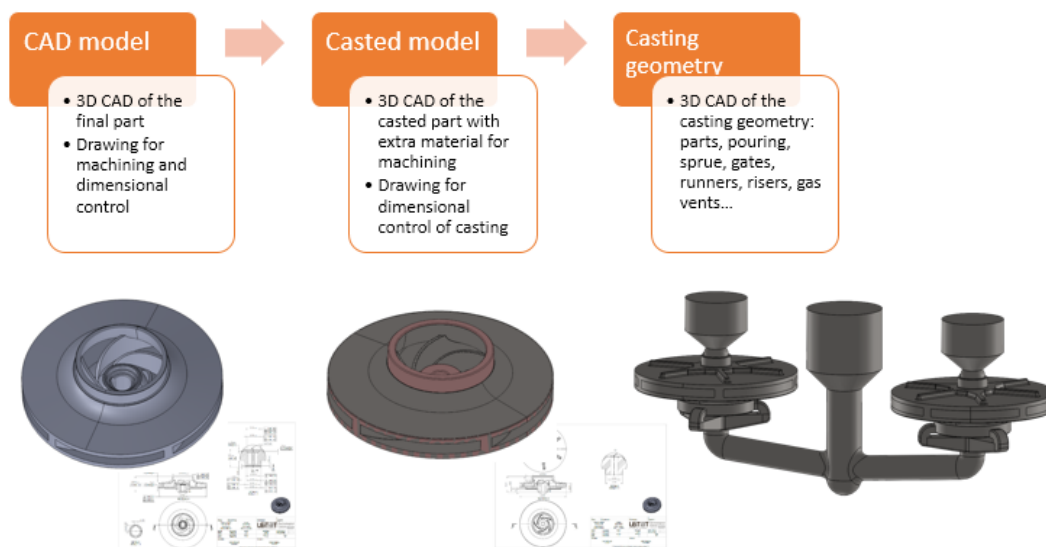 CAD model
• 3D CAD of the
final part
• Drawing for
machining and
dimensional
control
Casted model
• 3D CAD of the
casted part with
extra material for
machining
• Drawing for
dimensional
control of casting
Casting
geometry
• 3D CAD of the
casting geometry:
parts, pouring,
sprue, gates,
runners, risers, gas
vents...